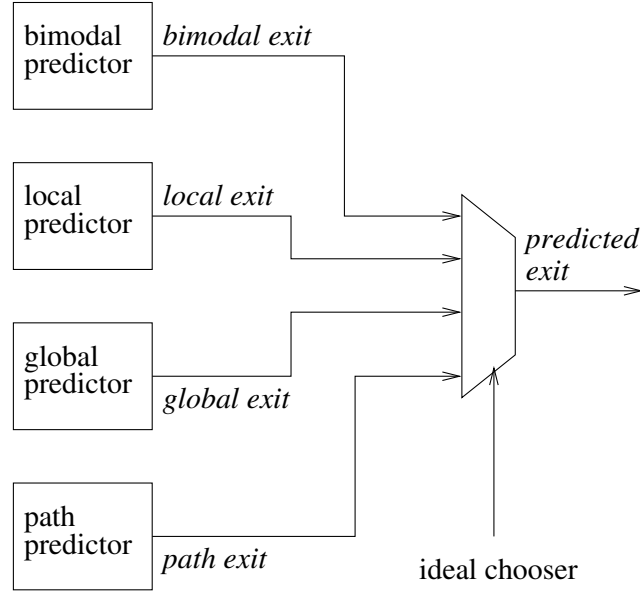 bimodal
predictor
bimodal exit
local
predictor
local exit
predicted
exit
global
predictor
global exit
path
predictor
path exit
ideal chooser